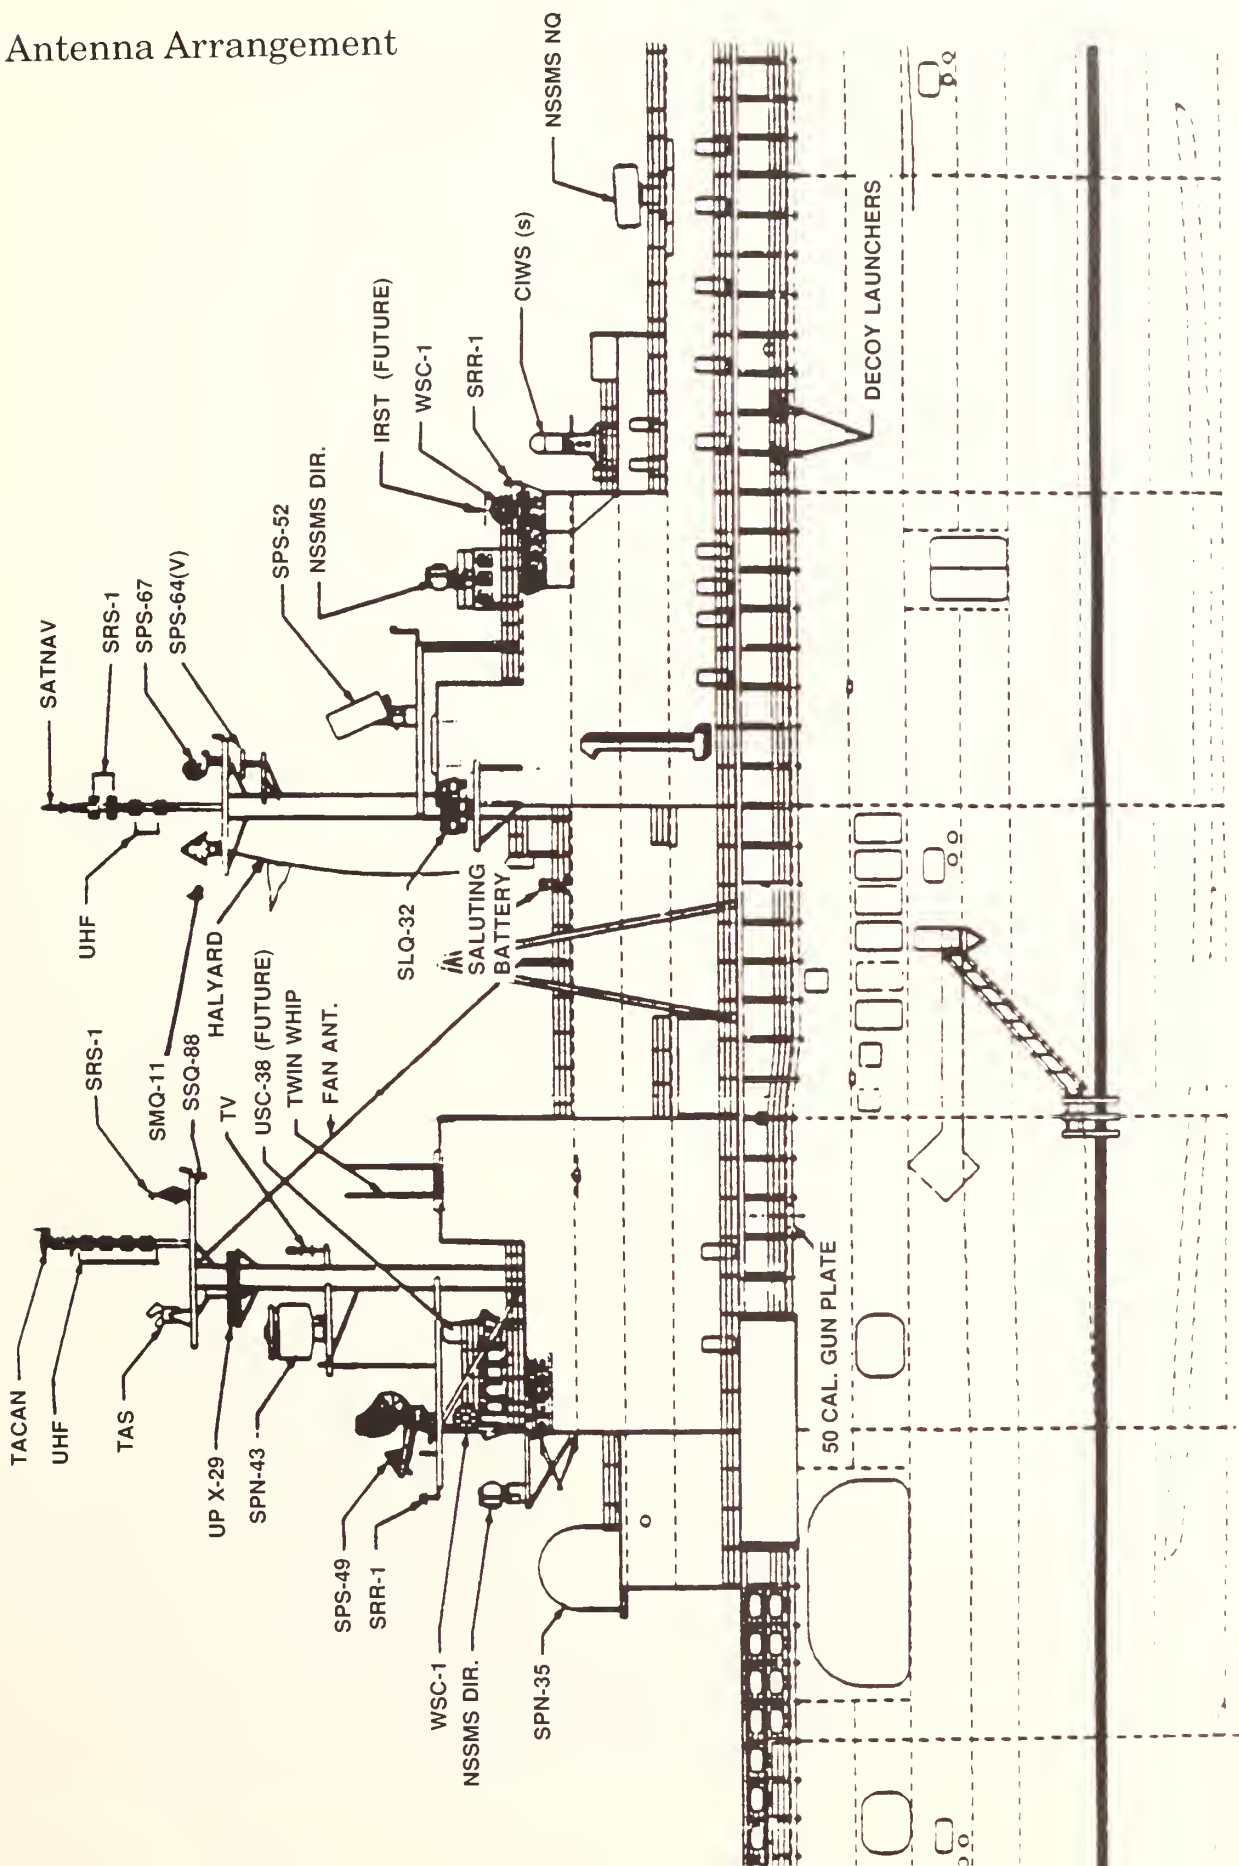 Antenna Arrangement
TACAN
UHF
TAS
UP X-29
SPN-43
SPS-49
SRR-1
WSC-1
NSSMS DIR.
SPN-35
SRS-1
SMQ-11
SSQ-88
HALYARD
TV
USC-38 (FUTURE)
TWIN WHIP
FAN ANT.
UHF
SATNAV
SRS-1
SPS-67
SPS-64(V)
SLQ-32
SALUTING
BATTERY
SPS-52
NSSMS DIR.
IRST (FUTURE)
WSC-1
SRR-1
CIWS (s)
NSSMS NQ
50 CAL. GUN PLATE
DECOY LAUNCHERS